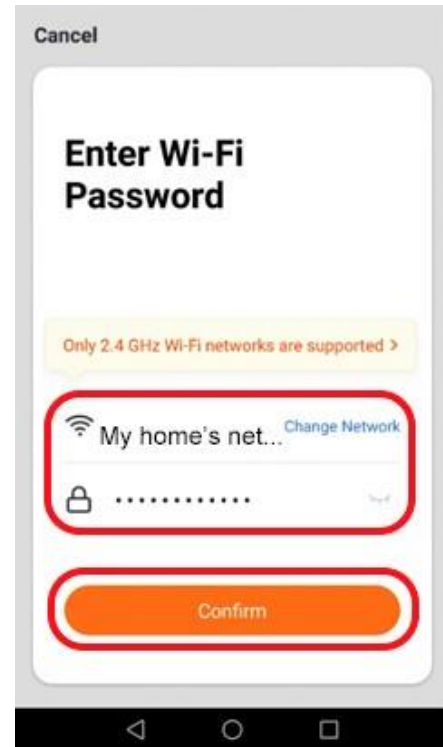 Cancel
Enter Wi-Fi
Password
Only 2.4 GHz Wi-Fi networks are supported >
My home's net... Change Network
............
Confirm